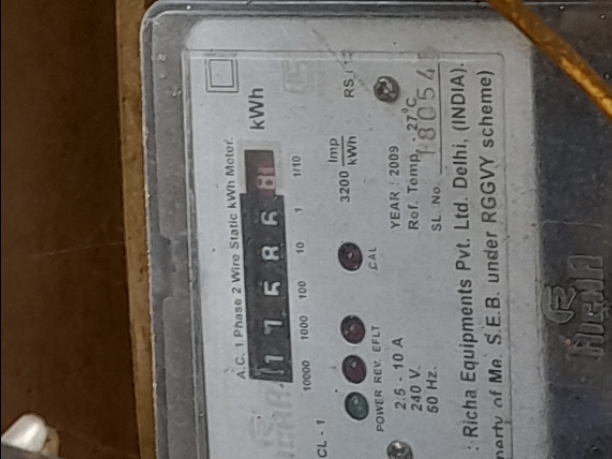 A.C. 1 Phase 2 Wire Static kWh Meter.
kWh
10000 1000 100 10 1 1/10
CL - 1
3200 Imp/kWh
POWER REV. EFLT CAL
2.5 - 10 A
240 V.
50 Hz.
YEAR : 2009
Ref. Temp. - 27°C
SL. No.
: Richa Equipments Pvt. Ltd. Delhi, (INDIA).
of Me. S.E.B. under RGGVY scheme)